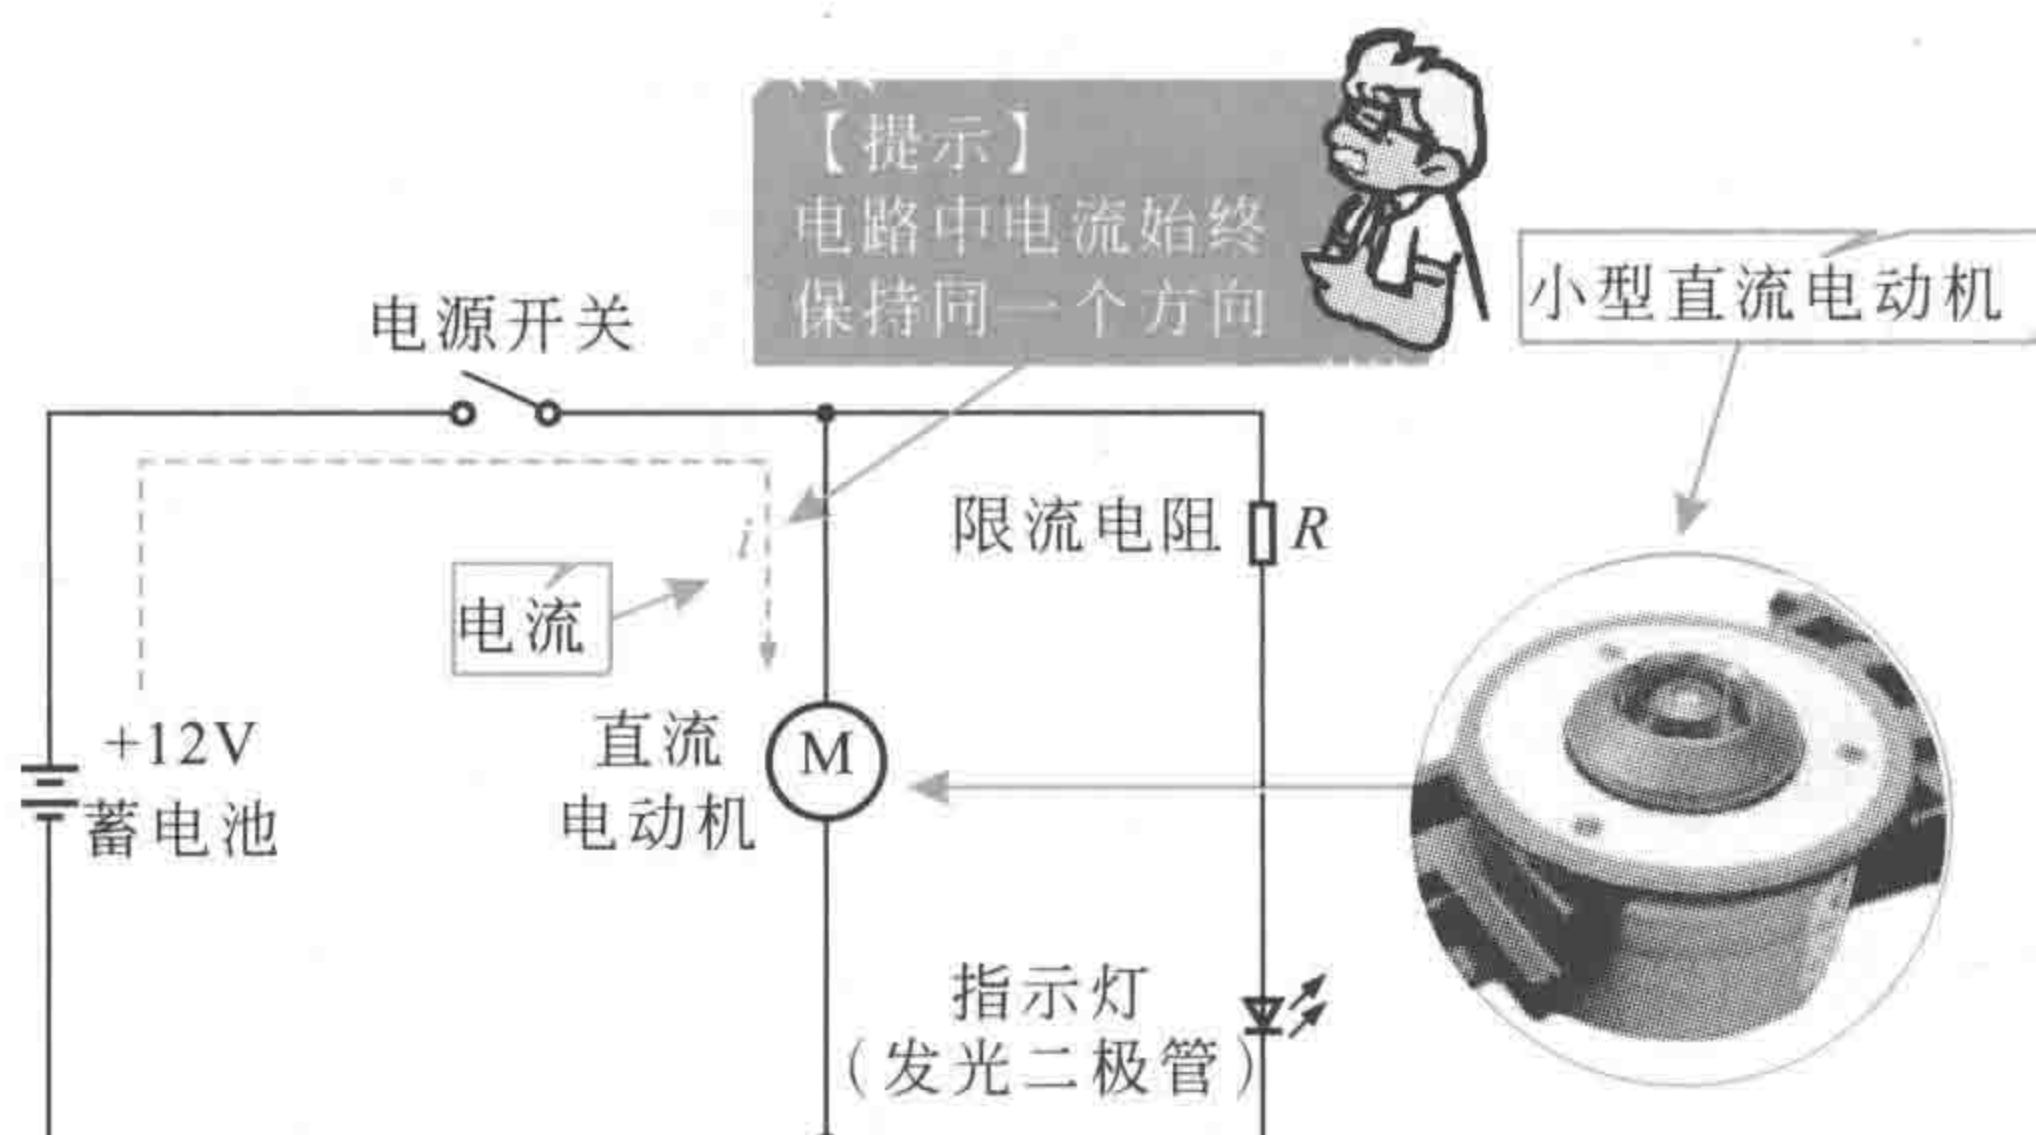 【提示】
电路中电流始终
保持同一个方向
小型直流电动机
电源开关
限流电阻
R
i
电流
+12V
蓄电池
直流
电动机
M
指示灯
（发光二极管）